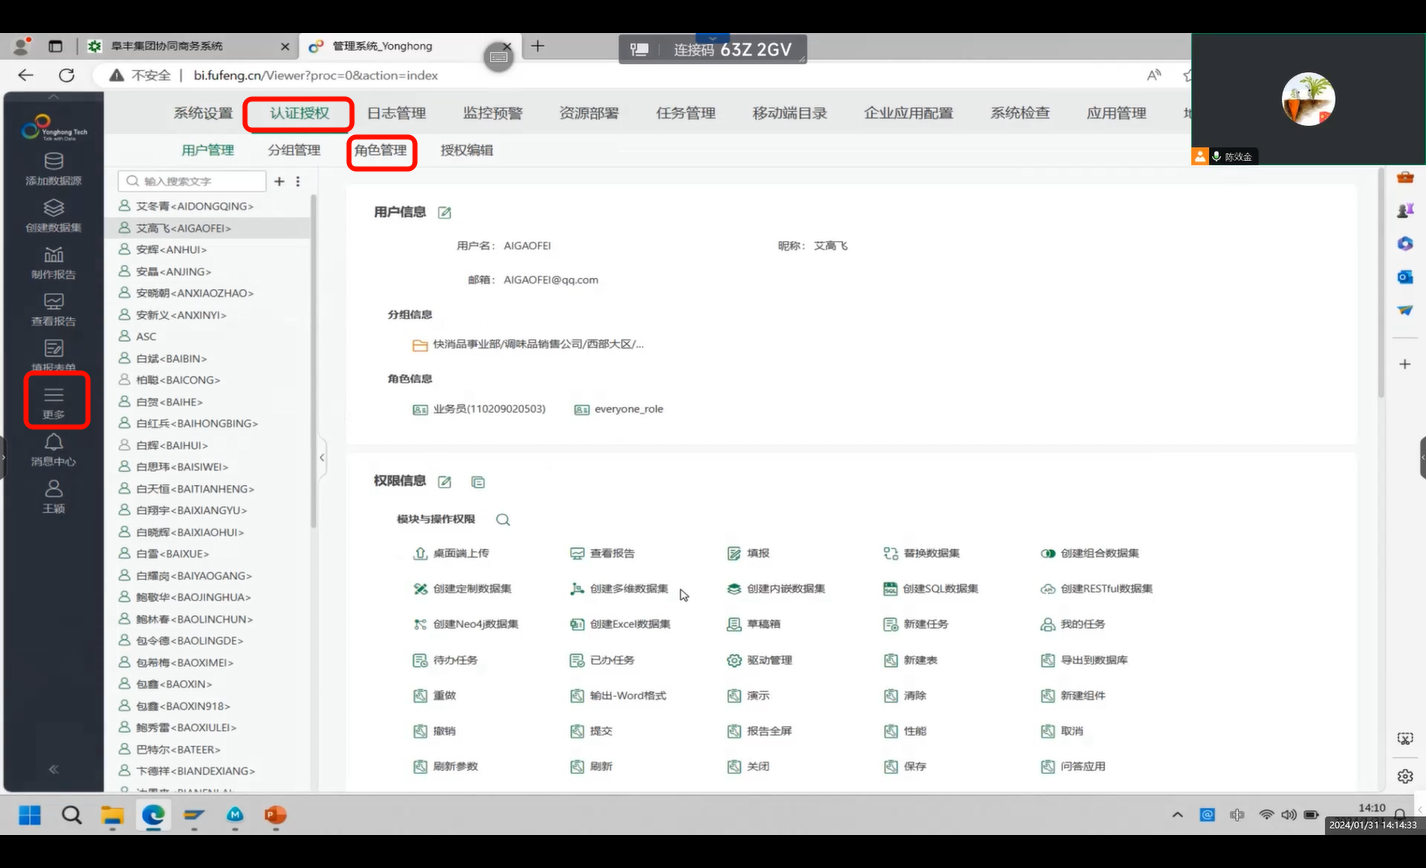 阜丰集团协同商务系统
管理系统_Yonghong
连接码 63Z 2GV
不安全 | bi.fufeng.cn/Viewer?proc=0&action=index
陈效金
Yonghong Tech
Talk with Data
添加数据源
创建数据集
制作报告
查看报告
填报表单
更多
消息中心
王颖
系统设置 认证授权 日志管理 监控预警 资源部署 任务管理 移动端目录 企业应用配置 系统检查 应用管理
用户管理 分组管理 角色管理 授权编辑
输入搜索文字
艾冬青<AIDONGQING>
艾高飞<AIGAOFEI>
安辉<ANHUI>
安晶<ANJING>
安晓朝<ANXIAOZHAO>
安新义<ANXINYI>
ASC
白斌<BAIBIN>
柏聪<BAICONG>
白贺<BAIHE>
白红兵<BAIHONGBING>
白辉<BAIHUI>
白思玮<BAISIWEI>
白天恒<BAITIANHENG>
白翔宇<BAIXIANGYU>
白晓辉<BAIXIAOHUI>
白雪<BAIXUE>
白耀岗<BAIYAOGANG>
鲍敬华<BAOJINGHUA>
鲍林春<BAOLINCHUN>
包令德<BAOLINGDE>
包希梅<BAOXIMEI>
包鑫<BAOXIN>
包鑫<BAOXIN918>
鲍秀雷<BAOXIULEI>
巴特尔<BATEER>
卞德祥<BIANDEXIANG>
用户信息
用户名: AIGAOFEI 昵称: 艾高飞
邮箱: AIGAOFEI@qq.com
分组信息
快消品事业部/调味品销售公司/西部大区/...
角色信息
业务员(110209020503) everyone_role
权限信息
模块与操作权限
桌面端上传 查看报告 填报 替换数据集 创建组合数据集
创建定制数据集 创建多维数据集 创建内嵌数据集 创建SQL数据集 创建RESTful数据集
创建Neo4j数据集 创建Excel数据集 草稿箱 新建任务 我的任务
待办任务 已办任务 驱动管理 新建表 导出到数据库
重做 输出-Word格式 演示 清除 新建组件
撤销 提交 报告全屏 性能 取消
刷新参数 刷新 关闭 保存 问答应用
14:10
2024/01/31 14:14:33